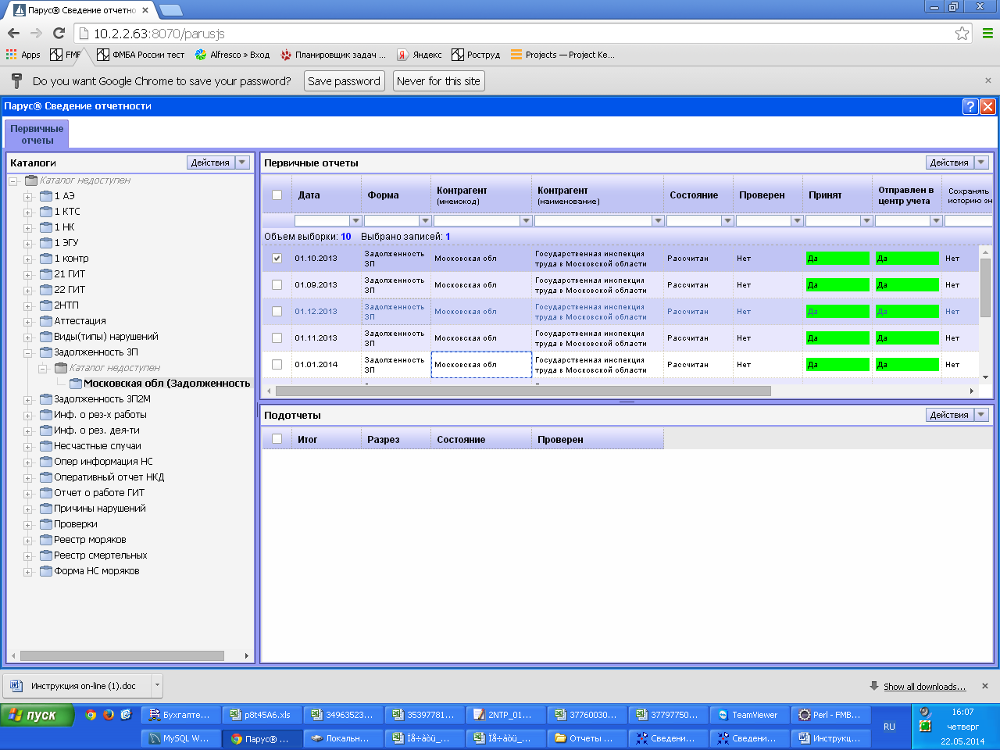 Парус® Сведение отчетно
10.2.2.63:8070/parusjs
Apps FMB ФМБА России тест Alfresco » Вход Планировщик задач ... Яндекс Роструд Projects — Project Ke...
Do you want Google Chrome to save your password? Save password Never for this site
Парус® Сведение отчетности
Первичные
отчеты
Каталоги Действия
Каталог недоступен
1 АЭ
1 КТС
1 НК
1 ЭГУ
1 контр
21 ГИТ
22 ГИТ
2НТП
Аттестация
Виды(типы) нарушений
Задолженность ЗП
Каталог недоступен
Московская обл (Задолженность
Задолженность ЗП2М
Инф. о рез-х работы
Инф. о рез. дея-ти
Несчастные случаи
Опер информация НС
Оперативный отчет НКД
Отчет о работе ГИТ
Причины нарушений
Проверки
Реестр моряков
Реестр смертельных
Форма НС моряков
Первичные отчеты Действия
Дата Форма Контрагент (мнемокод) Контрагент (наименование) Состояние Проверен Принят Отправлен в центр учета Сохранять историю зн
Объем выборки: 10 Выбрано записей: 1
01.10.2013 Задолженность ЗП Московская обл Государственная инспекция труда в Московской области Рассчитан Нет Да Да Нет
01.09.2013 Задолженность ЗП Московская обл Государственная инспекция труда в Московской области Рассчитан Нет Да Да Нет
01.12.2013 Задолженность ЗП Московская обл Государственная инспекция труда в Московской области Рассчитан Нет Да Да Нет
01.11.2013 Задолженность ЗП Московская обл Государственная инспекция труда в Московской области Рассчитан Нет Да Да Нет
01.01.2014 Задолженность ЗП Московская обл Государственная инспекция труда в Московской области Рассчитан Нет Да Да Нет
Подотчеты Действия
Итог Разрез Состояние Проверен
Инструкция on-line (1).doc Show all downloads...
пуск Бухгалте... p8t45A6.xls 34963523... 35397781... 2NTP_01... 37760030... 37797750... TeamViewer Perl - FMB... RU 16:07
MySQL W... Парус® ... Локальн... Ïå÷àòü_... Ïå÷àòü_... Отчеты ... Сведени... Сведени... Инструкц... четверг
22.05.2014